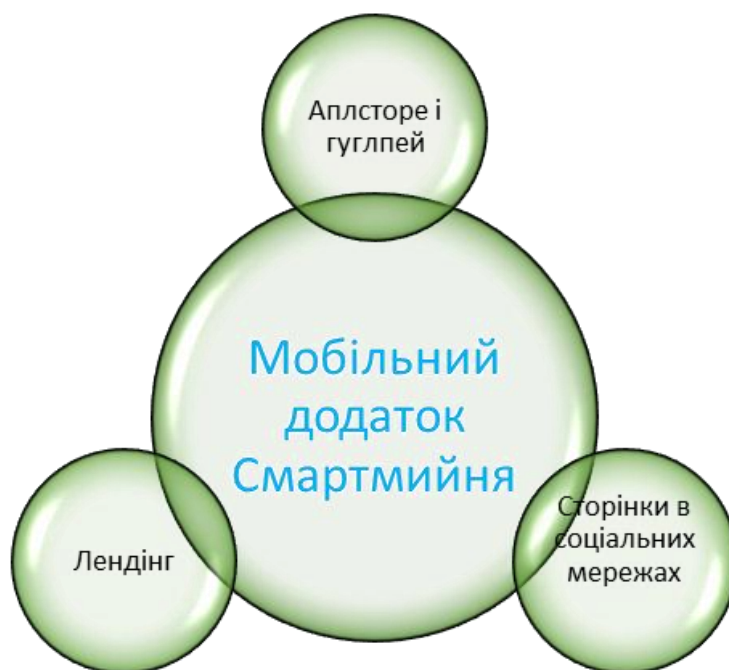 Аплсторе і
гуглпей
Мобільний
додаток
Смартмийня
Лендінг
Сторінки в
соціальних
мережах